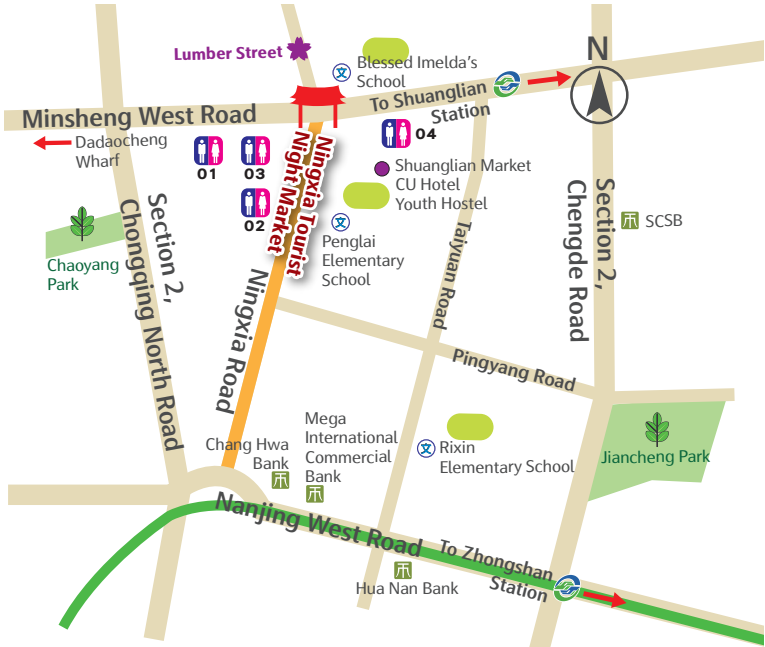 Lumber Street
文
Blessed Imelda's
School
N
Minsheng West Road
To Shuanglian
Station
Dadaocheng
Wharf
01
03
04
02
Ningxia Tourist
Night Market
Shuanglian Market
CU Hotel
Youth Hostel
文
Penglai
Elementary
School
Section 2,
Chongqing North Road
Chaoyang
Park
Taiyuan Road
Section 2,
Chengde Road
SCSB
Ningxia Road
Pingyang Road
Chang Hwa
Bank
Mega
International
Commercial
Bank
文
Rixin
Elementary School
Jiancheng Park
Nanjing West Road
To Zhongshan
Station
Hua Nan Bank